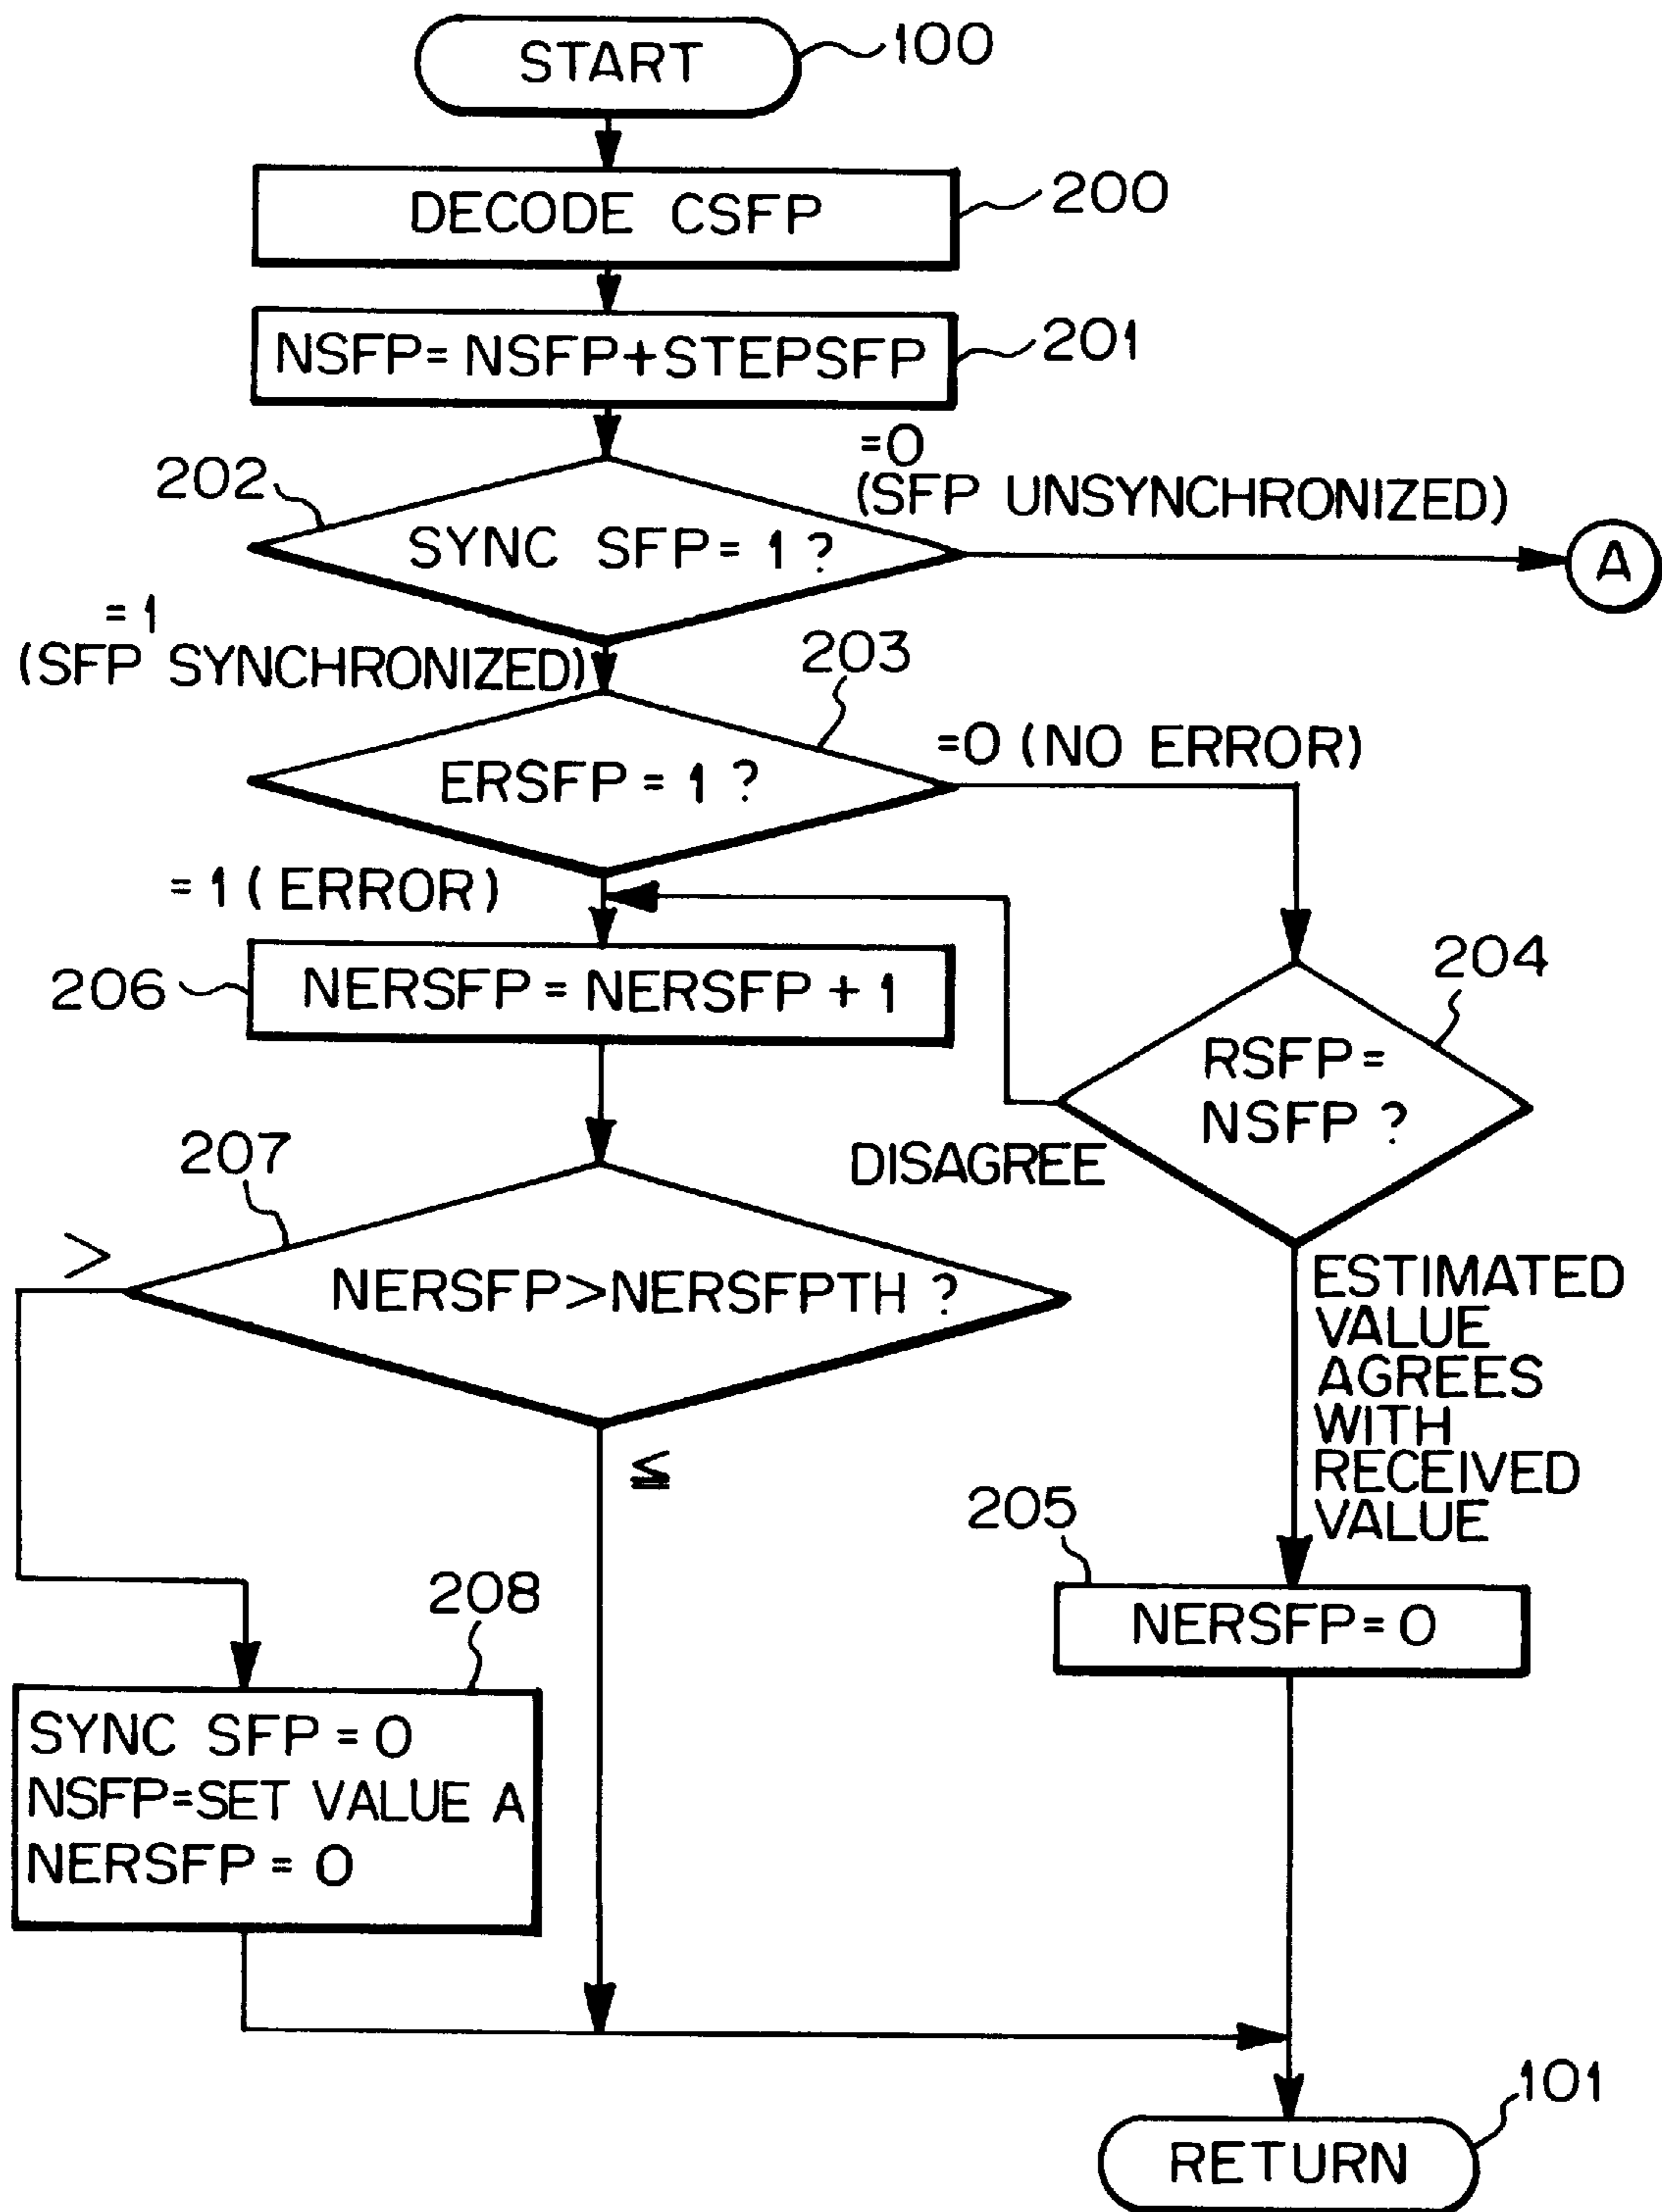 START
100
DECODE CSFP
200
NSFP=NSFP+STEPSFP
201
=0
(SFP UNSYNCHRONIZED)
202
SYNC SFP=1?
A
=1
(SFP SYNCHRONIZED)
203
ERSFP=1?
=0 (NO ERROR)
=1 (ERROR)
206
NERSFP=NERSFP+1
204
RSFP=
NSFP?
DISAGREE
207
>
NERSFP>NERSFPTH?
≦
ESTIMATED
VALUE
AGREES
WITH
RECEIVED
VALUE
205
NERSFP=0
208
SYNC SFP=0
NSFP=SET VALUE A
NERSFP=0
101
RETURN